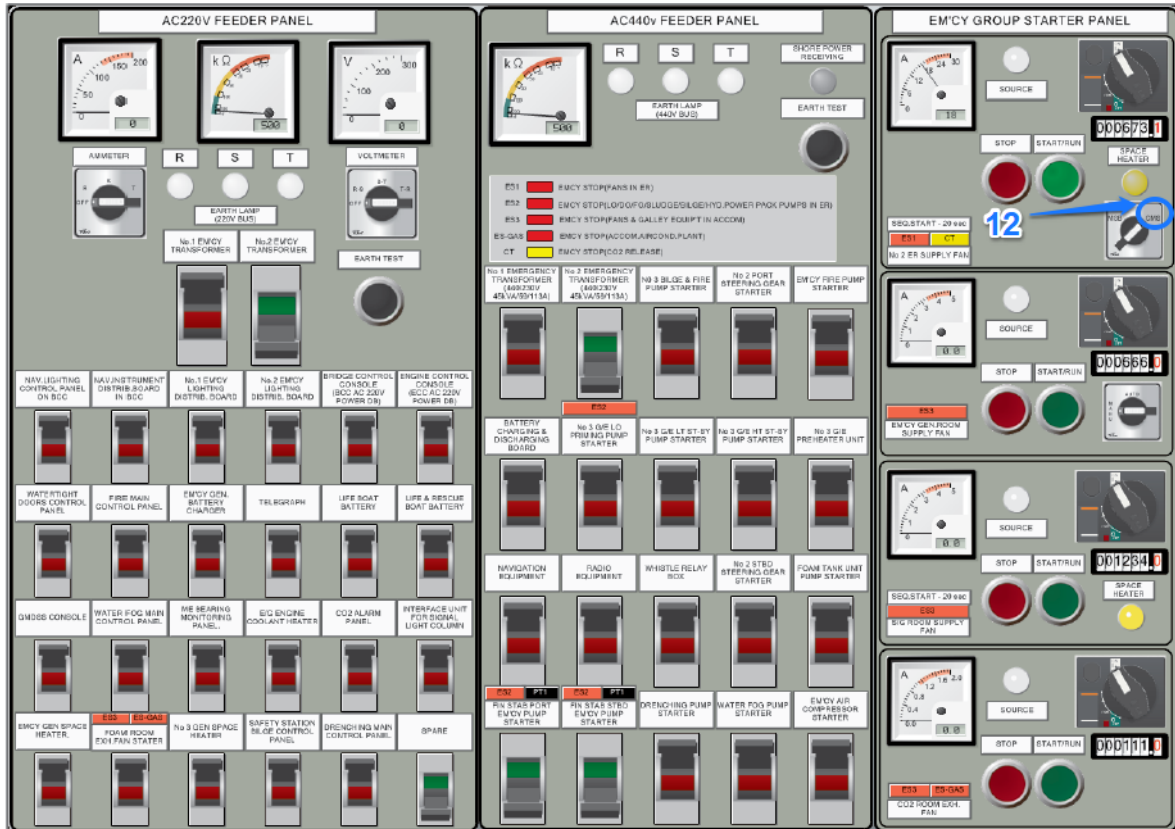 AC220V FEEDER PANEL
AMMETER
R S T
EARTH LAMP
(220V BUS)
VOLTMETER
No.1 EM'CY
TRANSFORMER
No.2 EM'CY
TRANSFORMER
EARTH TEST
NAV.LIGHTING
CONTROL PANEL
ON BCC
NAV.INSTRUMENT
DISTRIB.BOARD
IN BCC
No.1 EM'CY
LIGHTING
DISTRIB. BOARD
No.2 EM'CY
LIGHTING
DISTRIB. BOARD
BRIDGE CONTROL
CONSOLE
(BCC AC 220V
POWER DB)
ENGINE CONTROL
CONSOLE
(ECC AC 220V
POWER DB)
WATERTIGHT
DOORS CONTROL
PANEL
FIRE MAIN
CONTROL PANEL
EM'CY GEN.
BATTERY
CHARGER
TELEGRAPH
LIFE BOAT
BATTERY
LIFE & RESCUE
BOAT BATTERY
GMDSS CONSOLE
WATER FOG MAIN
CONTROL PANEL
ME BEARING
MONITORING
PANEL.
E/G ENGINE
COOLANT HEATER
CO2 ALARM
PANEL
INTERFACE UNIT
FOR SIGNAL
LIGHT COLUMN
EMCY GEN SPACE
HEATER.
ES3 ES-GAS
FOAM ROOM
EXH.FAN STATER
No 3 GEN SPACE
HEATER
SAFETY STATION
BILGE CONTROL
PANEL
DRENCHING MAIN
CONTROL PANEL
SPARE
AC440v FEEDER PANEL
R S T
EARTH LAMP
(440V BUS)
SHORE POWER
RECEIVING
EARTH TEST
ES1 EMCY STOP(FANS IN ER)
ES2 EMCY STOP(LO/DO/FO/SLUDGE/BILGE/HYD.POWER PACK PUMPS IN ER)
ES3 EMCY STOP(FANS & GALLEY EQUIP'T IN ACCOM)
ES-GAS EMCY STOP(ACCOM.AIRCOND.PLANT)
CT EMCY STOP(CO2 RELEASE)
No 1 EMERGENCY
TRANSFORMER
(440/230V
45kVA/59/113A)
No 2 EMERGENCY
TRANSFORMER
(440/230V
45kVA/59/113A)
N0 3 BILGE & FIRE
PUMP STARTER
No 2 PORT
STEERING GEAR
STARTER
EM'CY FIRE PUMP
STARTER
BATTERY
CHARGING &
DISCHARGING
BOARD
ES2
No 3 G/E LO
PRIMING PUMP
STARTER
No 3 G/E LT ST-BY
PUMP STARTER
No 3 G/E HT ST-BY
PUMP STARTER
No 3 G/E
PREHEATER UNIT
NAVIGATION
EQUIPMENT
RADIO
EQUIPMENT
WHISTLE RELAY
BOX
No 2 STBD
STEERING GEAR
STARTER
FOAM TANK UNIT
PUMP STARTER
ES2 PT1
FIN STAB PORT
EM'CY PUMP
STARTER
ES2 PT1
FIN STAB STBD
EM'CY PUMP
STARTER
DRENCHING PUMP
STARTER
WATER FOG PUMP
STARTER
EM'CY AIR
COMPRESSOR
STARTER
EM'CY GROUP STARTER PANEL
SOURCE
000673.1
STOP START/RUN
SPACE
HEATER
12
SEQ.START - 20 sec
ES1 CT
No 2 ER SUPPLY FAN
SOURCE
000666.0
STOP START/RUN
ES3
EM'CY GEN.ROOM
SUPPLY FAN
SOURCE
001234.0
STOP START/RUN
SPACE
HEATER
SEQ.START - 20 sec
ES3
S/G ROOM SUPPLY
FAN
SOURCE
000111.0
STOP START/RUN
ES3 ES-GAS
CO2 ROOM EXH.
FAN